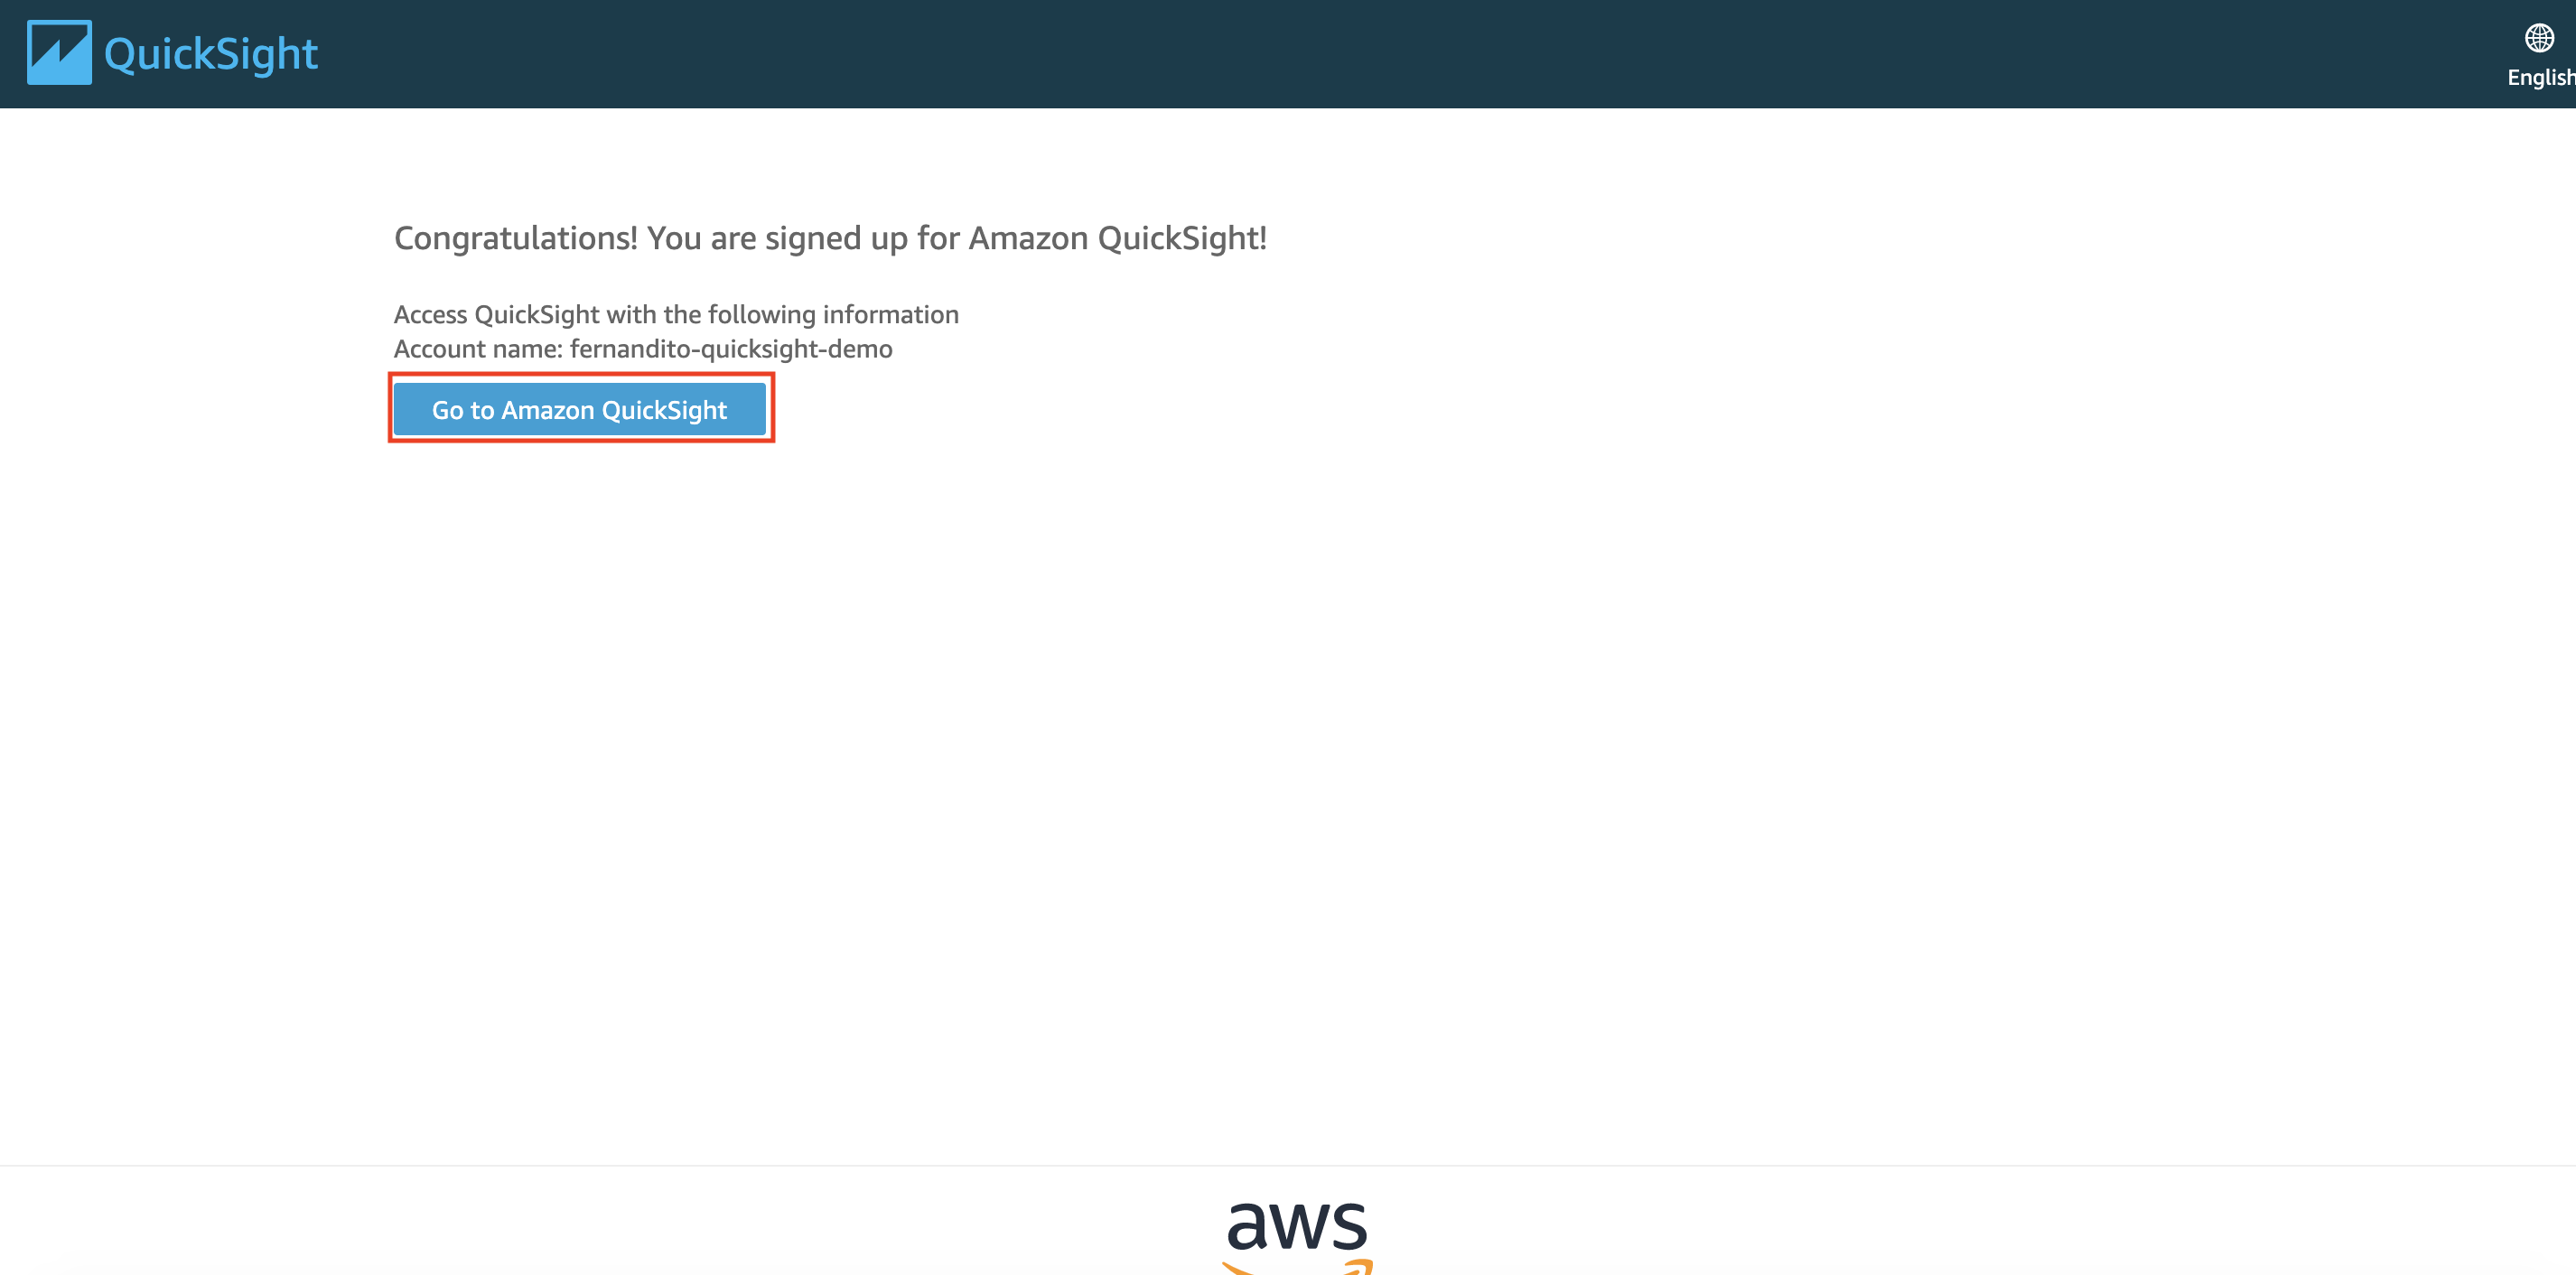 QuickSight
English
Congratulations! You are signed up for Amazon QuickSight!
Access QuickSight with the following information
Account name: fernandito-quicksight-demo
Go to Amazon QuickSight
aws